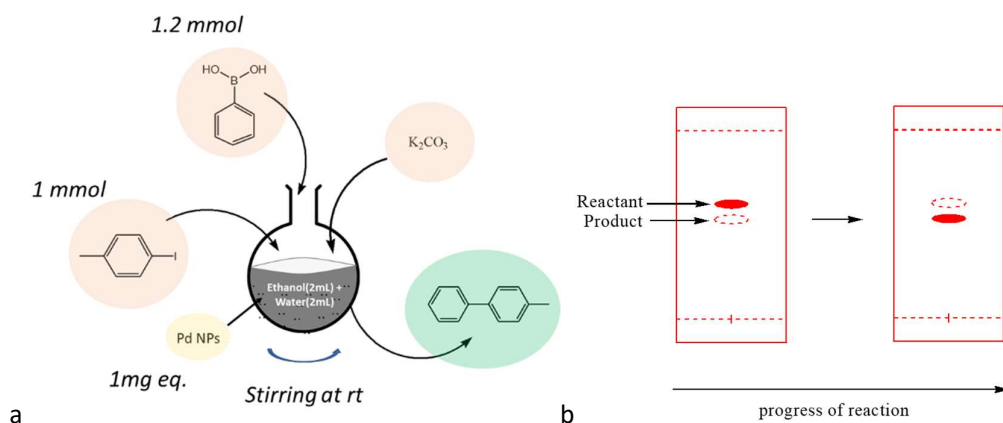 1.2 mmol
HO OH
B
K₂CO₃
1 mmol
I
Ethanol(2mL) +
Water(2mL)
Pd NPs
1mg eq.
Stirring at rt
a
Reactant
Product
progress of reaction
b